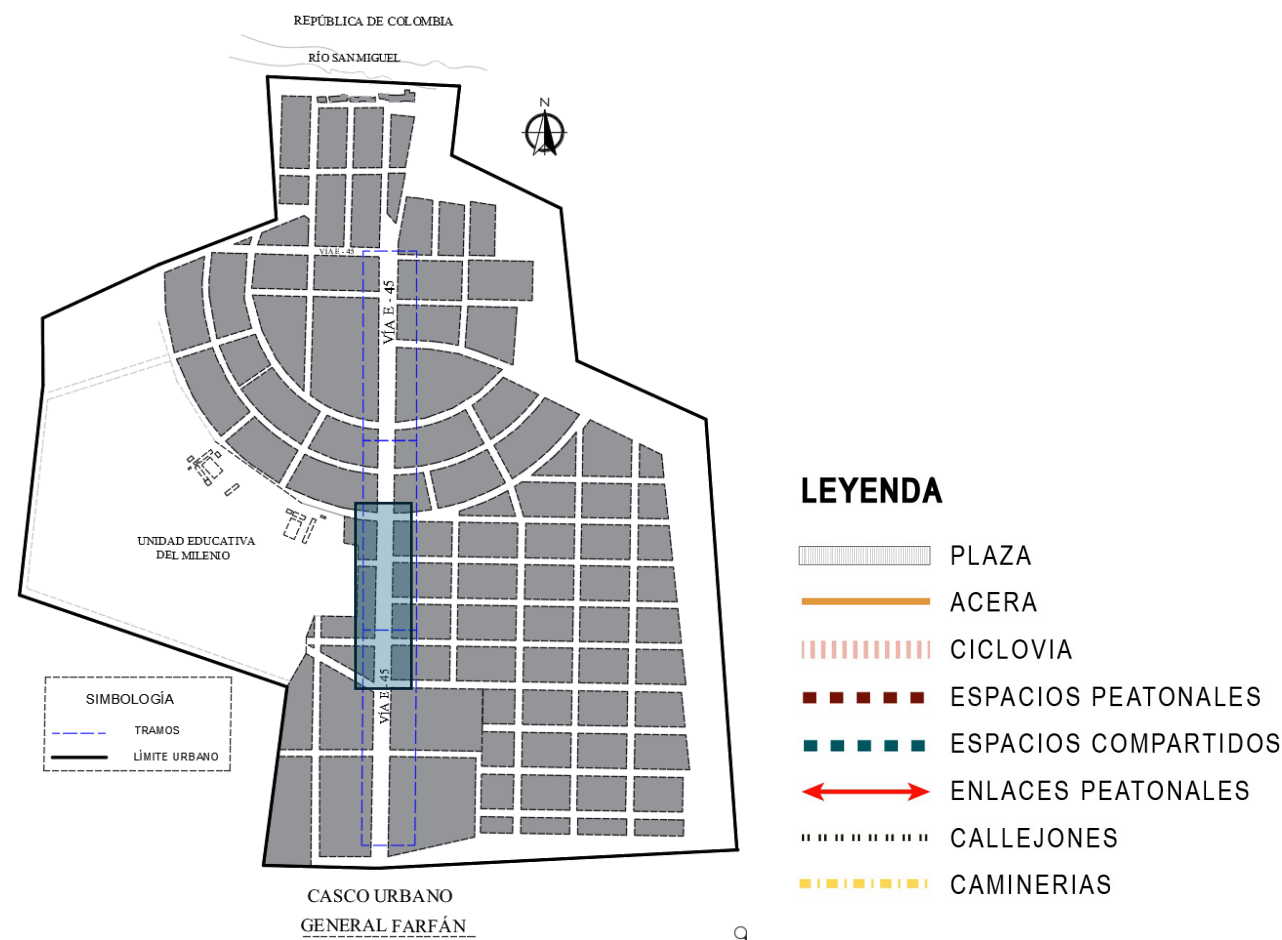 REPÚBLICA DE COLOMBIA
RÍO SAN MIGUEL
N
VÍA E - 45
VÍA E - 45
UNIDAD EDUCATIVA
DEL MILENIO
VÍA E - 45
SIMBOLOGÍA
TRAMOS
LÍMITE URBANO
CASCO URBANO
GENERAL FARFÁN
LEYENDA
PLAZA
ACERA
CICLOVIA
ESPACIOS PEATONALES
ESPACIOS COMPARTIDOS
ENLACES PEATONALES
CALLEJONES
CAMINERIAS